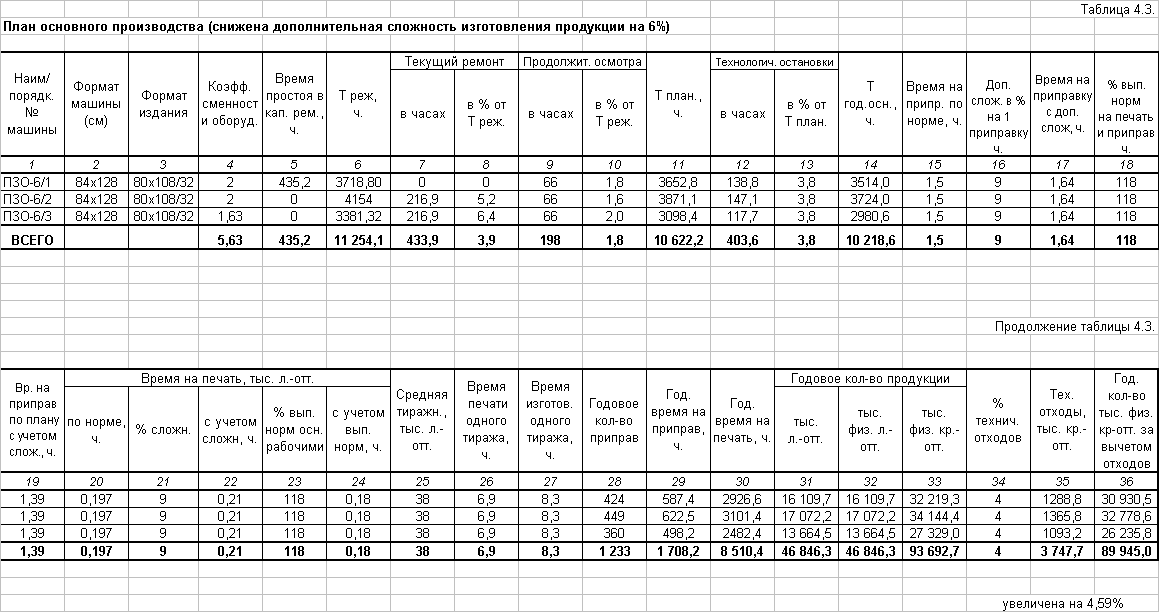 Таблица 4.3.
План основного производства (снижена дополнительная сложность изготовления продукции на 6%)
Наим/ порядк. № машины | Формат машины (см) | Формат издания | Коэфф. сменност и оборуд. | Время простоя в кап. рем., ч. | Т реж, ч. | Текущий ремонт | Продолжит. осмотра | Т план., ч. | Технологич. остановки | Т год.осн., ч. | Время на припр. по норме, ч. | Доп. слож. в % на 1 приправку ч. | Время на приправку с доп. слож, ч. | % вып. норм на печать и приправ ч.
в часах | в % от Т реж. | в часах | в % от Т реж. | в часах | в % от Т план.
1 2 3 4 5 6 7 8 9 10 11 12 13 14 15 16 17 18
ПЗО-6/1 84х128 80х108/32 2 435,2 3718,80 0 0 66 1,8 3652,8 138,8 3,8 3514,0 1,5 9 1,64 118
ПЗО-6/2 84х128 80х108/32 2 0 4154 216,9 5,2 66 1,6 3871,1 147,1 3,8 3724,0 1,5 9 1,64 118
ПЗО-6/3 84х128 80х108/32 1,63 0 3381,32 216,9 6,4 66 2,0 3098,4 117,7 3,8 2980,6 1,5 9 1,64 118
ВСЕГО 5,63 435,2 11 254,1 433,9 3,9 198 1,8 10 622,2 403,6 3,8 10 218,6 1,5 9 1,64 118
Продолжение таблицы 4.3.
Вр. на приправ по плану с учетом слож., ч. | Время на печать, тыс. л.-отт. | Средняя тиражн., тыс. л.-отт. | Время печати одного тиража, ч. | Время изготов. одного тиража, ч. | Годовое кол-во приправ | Год. время на приправ, ч. | Год. время на печать, ч. | Годовое кол-во продукции | % технич. отходов | Тех. отходы, тыс. кр.-отт. | Год. кол-во тыс. физ. кр-отт. за вычетом отходов
по норме, ч. | % сложн. | с учетом сложн, ч. | % вып. норм осн. рабочими | с учетом вып. норм, ч. | тыс. л.-отт. | тыс. физ. л.-отт. | тыс. физ. кр.-отт.
19 20 21 22 23 24 25 26 27 28 29 30 31 32 33 34 35 36
1,39 0,197 9 0,21 118 0,18 38 6,9 8,3 424 587,4 2926,6 16 109,7 16 109,7 32 219,3 4 1288,8 30 930,5
1,39 0,197 9 0,21 118 0,18 38 6,9 8,3 449 622,5 3101,4 17 072,2 17 072,2 34 144,4 4 1365,8 32 778,6
1,39 0,197 9 0,21 118 0,18 38 6,9 8,3 360 498,2 2482,4 13 664,5 13 664,5 27 329,0 4 1093,2 26 235,8
1,39 0,197 9 0,21 118 0,18 38 6,9 8,3 1 233 1 708,2 8 510,4 46 846,3 46 846,3 93 692,7 4 3 747,7 89 945,0
увеличена на 4,59%